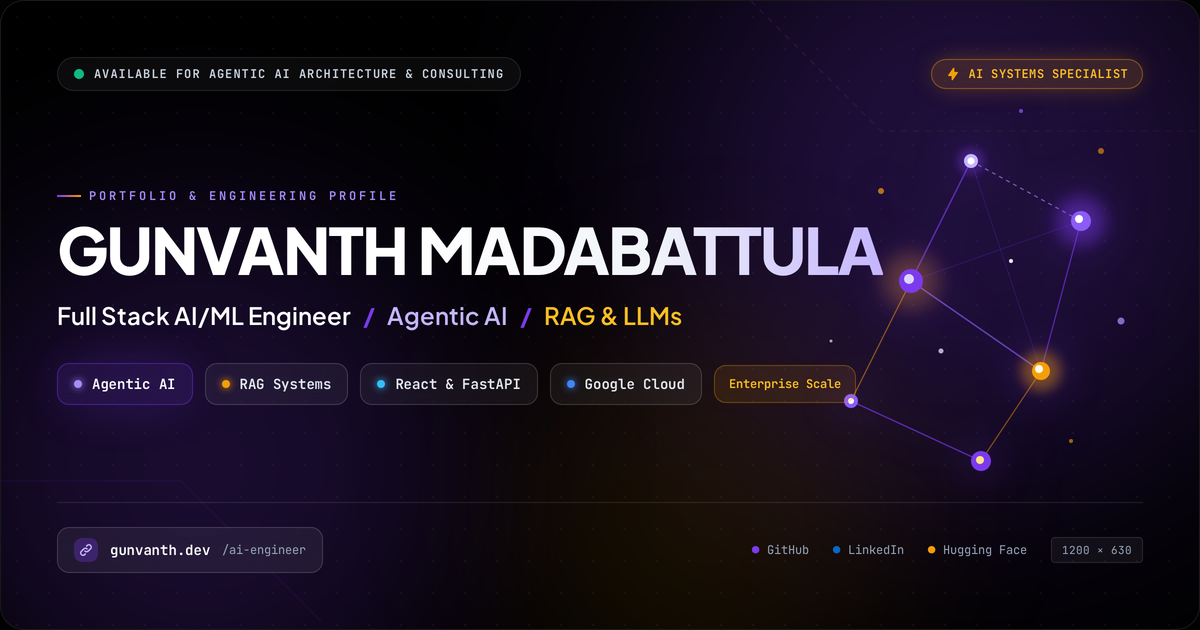 AVAILABLE FOR AGENTIC AI ARCHITECTURE & CONSULTING
AI SYSTEMS SPECIALIST
PORTFOLIO & ENGINEERING PROFILE
GUNVANTH MADABATTULA
Full Stack AI/ML Engineer / Agentic AI / RAG & LLMs
Agentic AI
RAG Systems
React & FastAPI
Google Cloud
Enterprise Scale
gunvanth.dev /ai-engineer
GitHub
LinkedIn
Hugging Face
1200 × 630